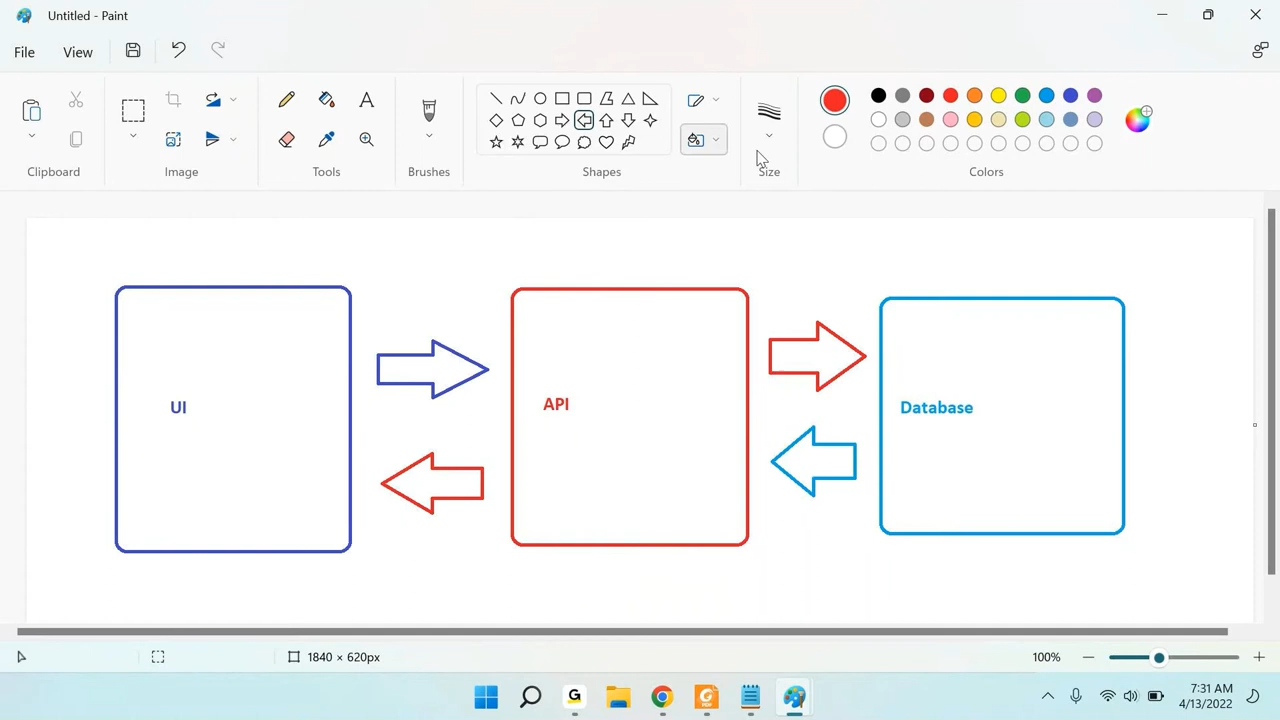 Untitled - Paint
File View
Clipboard
Image
Tools
Brushes
Shapes
Size
Colors
UI
API
Database
1840 × 620px
100%
G
PDF
7:31 AM
4/13/2022